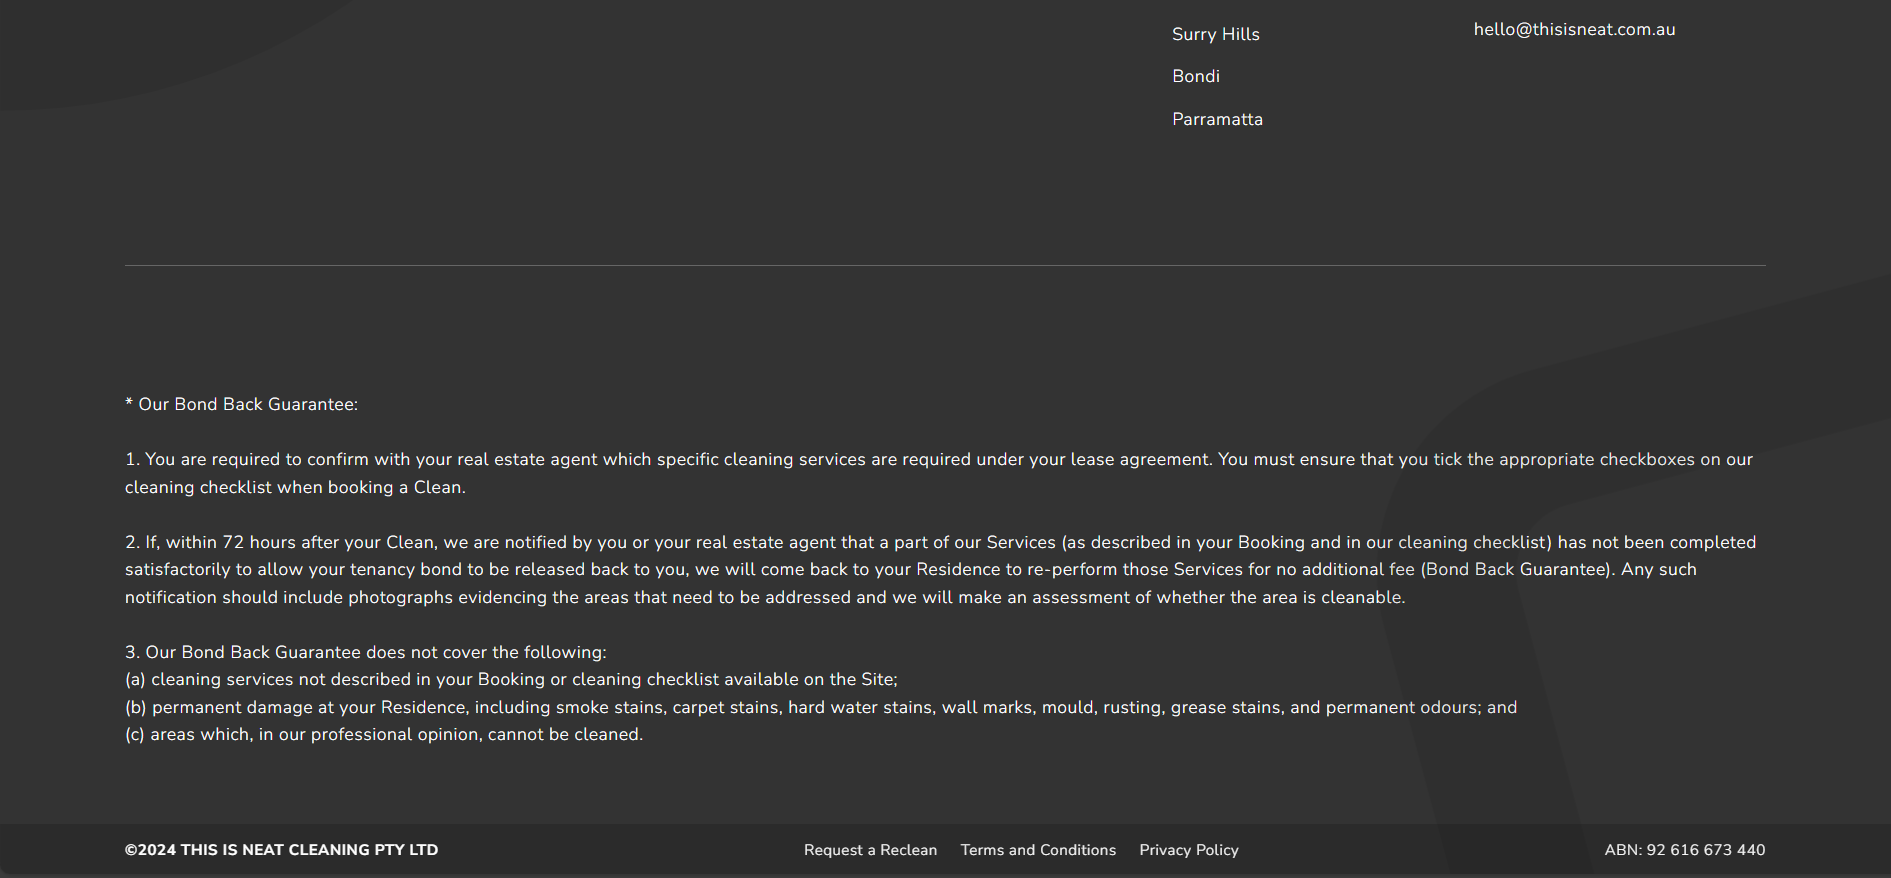 Surry Hills
hello@thisisneat.com.au
Bondi
Parramatta
* Our Bond Back Guarantee:
1. You are required to confirm with your real estate agent which specific cleaning services are required under your lease agreement. You must ensure that you tick the appropriate checkboxes on our
cleaning checklist when booking a Clean.
2. If, within 72 hours after your Clean, we are notified by you or your real estate agent that a part of our Services (as described in your Booking and in our cleaning checklist) has not been completed
satisfactorily to allow your tenancy bond to be released back to you, we will come back to your Residence to re-perform those Services for no additional fee (Bond Back Guarantee). Any such
notification should include photographs evidencing the areas that need to be addressed and we will make an assessment of whether the area is cleanable.
3. Our Bond Back Guarantee does not cover the following:
(a) cleaning services not described in your Booking or cleaning checklist available on the Site;
(b) permanent damage at your Residence, including smoke stains, carpet stains, hard water stains, wall marks, mould, rusting, grease stains, and permanent odours; and
(c) areas which, in our professional opinion, cannot be cleaned.
©2024 THIS IS NEAT CLEANING PTY LTD
Request a Reclean
Terms and Conditions
Privacy Policy
ABN: 92 616 673 440